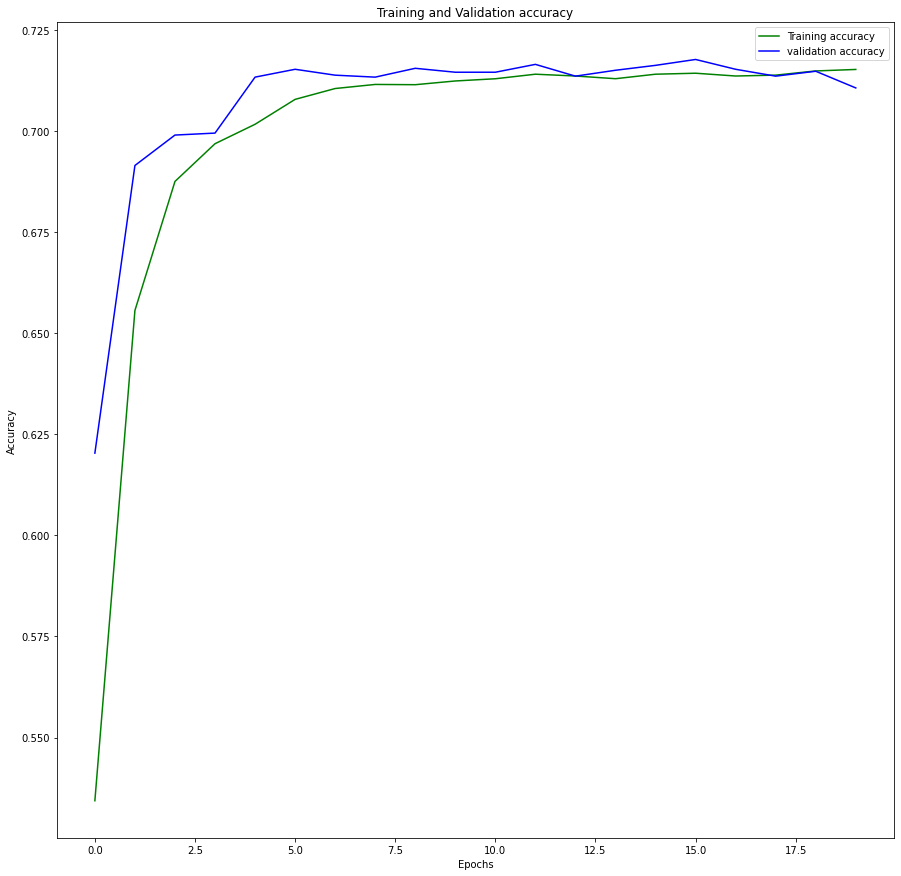 Training and Validation accuracy
Training accuracy
validation accuracy
0.725
0.700
0.675
0.650
0.625
0.600
0.575
0.550
Accuracy
0.0 2.5 5.0 7.5 10.0 12.5 15.0 17.5
Epochs